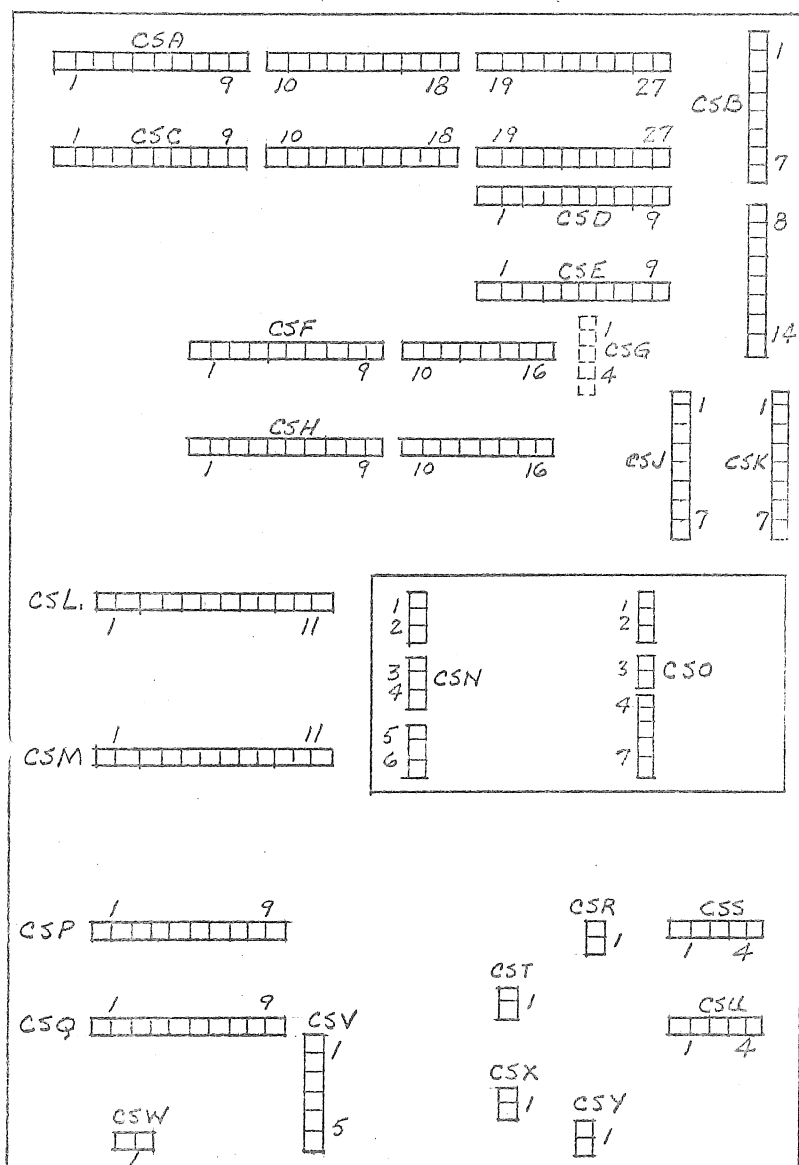 CSA
1 9 10 18 19 27
CSB
1
7
8
14
1 CSC 9 10 18 19 27
1 CSD 9
1 CSE 9
CSF
1 9 10 16
1
CSG
4
CSH
1 9 10 16
CSJ
1
7
CSK
1
7
CSL
1 11
1
2
3
4
CSN
5
6
1
2
3
CSO
4
7
1 11
CSM
1 9
CSP
CSR
1
CSS
1 4
CST
1
1 9
CSQ
CSU
1 4
CSV
1
5
CSX
1
CSY
1
CSW
1